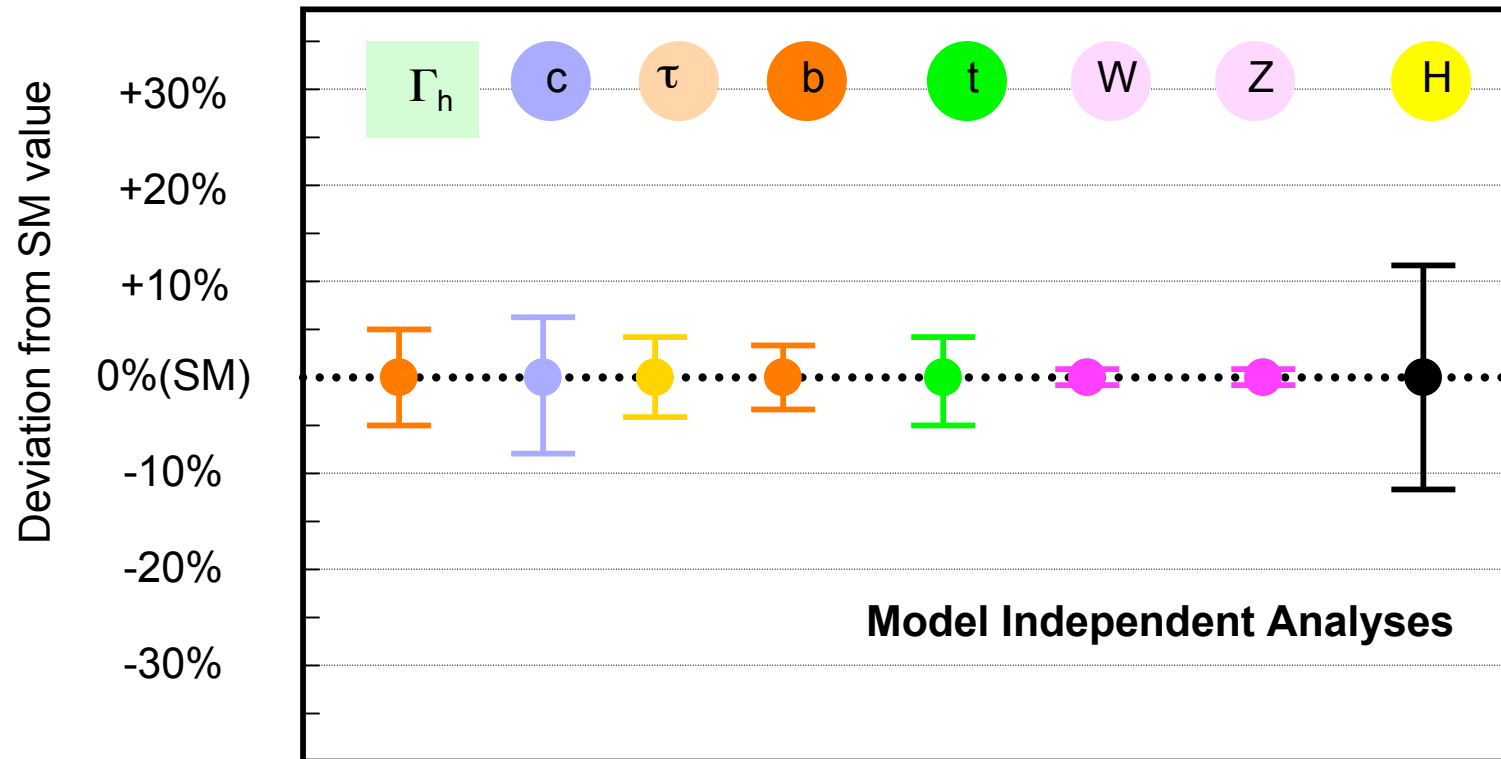 Deviation from SM value
+30%
+20%
+10%
0%(SM)
-10%
-20%
-30%
Γh c τ b t W Z H
Model Independent Analyses